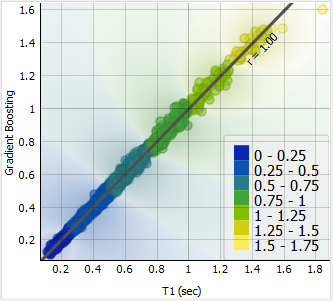 1.6
1.4
1.2
1
0.8
0.6
0.4
0.2
Gradient Boosting
r = 1.00
0 - 0.25
0.25 - 0.5
0.5 - 0.75
0.75 - 1
1 - 1.25
1.25 - 1.5
1.5 - 1.75
0.2 0.4 0.6 0.8 1 1.2 1.4 1.6 1.8
T1 (sec)